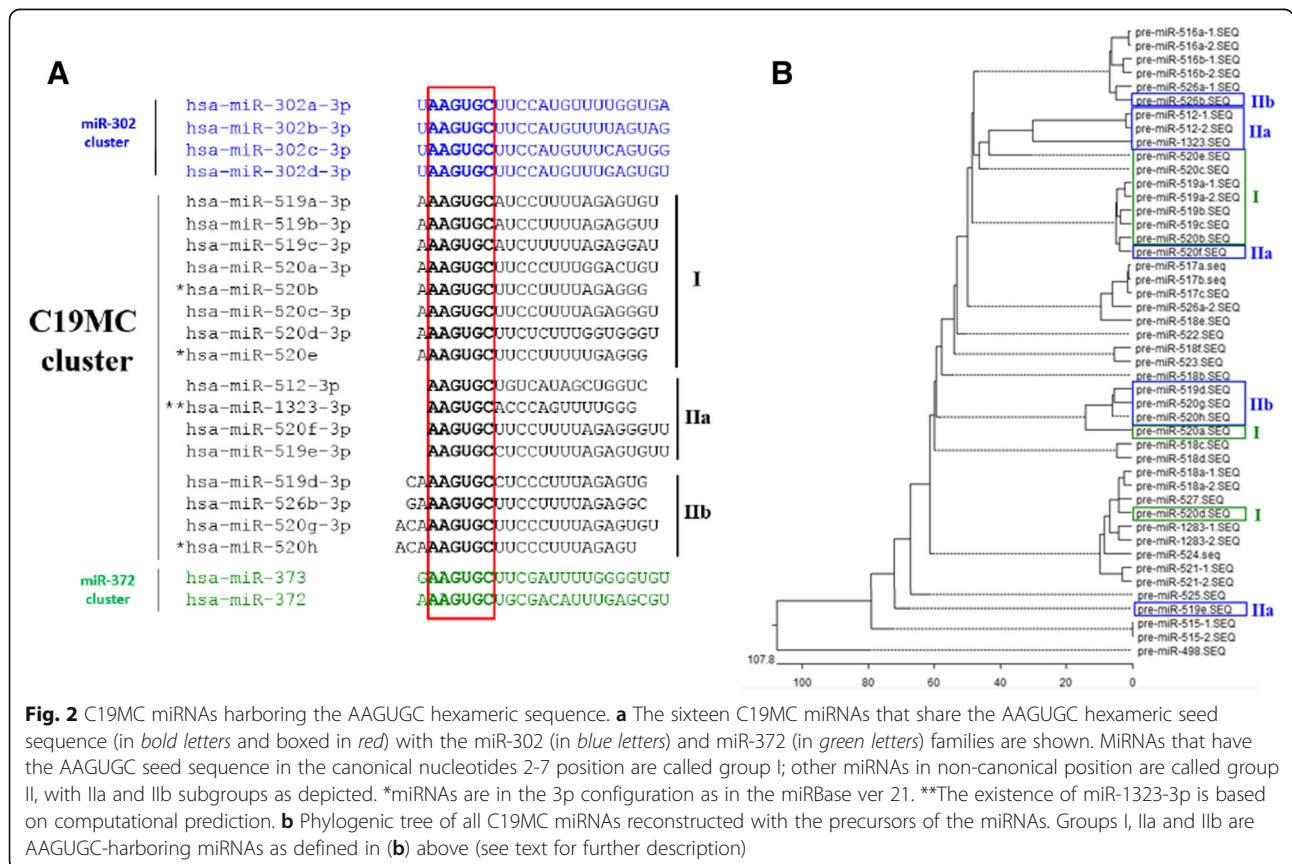 A
miR-302
cluster
hsa-miR-302a-3p UAAGUGCUUCCAUGUUUUGGUGA
hsa-miR-302b-3p UAAGUGCUUCCAUGUUUUAGUAG
hsa-miR-302c-3p UAAGUGCUUCCAUGUUUCAGUGG
hsa-miR-302d-3p UAAGUGCUUCCAUGUUUGAGUGU
C19MC
cluster
hsa-miR-519a-3p AAAGUGCAUCCUUUUAGAGUGU
hsa-miR-519b-3p AAAGUGCAUCCUUUUAGAGGUU
hsa-miR-519c-3p AAAGUGCAUCUUUUUAGAGGAU
hsa-miR-520a-3p AAAGUGCUUCCCUUUGGACUGU
*hsa-miR-520b AAAGUGCUUCCUUUUAGAGGG
hsa-miR-520c-3p AAAGUGCUUCCUUUUAGAGGGU
hsa-miR-520d-3p AAAGUGCUUCUCUUUGGUGGGU
*hsa-miR-520e AAAGUGCUUCCUUUUUGAGGG
I
hsa-miR-512-3p AAGUGCUGUCAUAGCUGGUC
**hsa-miR-1323-3p AAGUGCACCCAGUUUUGGG
hsa-miR-520f-3p AAGUGCUUCCUUUUAGAGGGUU
hsa-miR-519e-3p AAGUGCCUCCUUUUAGAGUGUU
IIa
hsa-miR-519d-3p CAAAGUGCCUCCCUUUAGAGUG
hsa-miR-526b-3p GAAAGUGCUUCCUUUUAGAGGC
hsa-miR-520g-3p ACAAAGUGCUUCCCUUUAGAGUGU
*hsa-miR-520h ACAAAGUGCUUCCCUUUAGAGU
IIb
miR-372
cluster
hsa-miR-373 GAAGUGCUUCGAUUUUGGGGUGU
hsa-miR-372 AAAGUGCUGCGACAUUUGAGCGU
B
pre-miR-516a-1.SEQ
pre-miR-516a-2.SEQ
pre-miR-516b-1.SEQ
pre-miR-516b-2.SEQ
pre-miR-526a-1.SEQ
pre-miR-526b.SEQ IIb
pre-miR-512-1.SEQ
pre-miR-512-2.SEQ IIa
pre-miR-1323.SEQ
pre-miR-520e.SEQ
pre-miR-520c.SEQ
pre-miR-519a-1.SEQ
pre-miR-519a-2.SEQ I
pre-miR-519b.SEQ
pre-miR-519c.SEQ
pre-miR-520b.SEQ
pre-miR-520f.SEQ IIa
pre-miR-517a.seq
pre-miR-517b.seq
pre-miR-517c.SEQ
pre-miR-526a-2.SEQ
pre-miR-518e.SEQ
pre-miR-522.SEQ
pre-miR-518f.SEQ
pre-miR-523.SEQ
pre-miR-518b.SEQ
pre-miR-519d.SEQ
pre-miR-520g.SEQ IIb
pre-miR-520h.SEQ
pre-miR-520a.SEQ I
pre-miR-518c.SEQ
pre-miR-518d.SEQ
pre-miR-518a-1.SEQ
pre-miR-518a-2.SEQ
pre-miR-527.SEQ
pre-miR-520d.SEQ I
pre-miR-1283-1.SEQ
pre-miR-1283-2.SEQ
pre-miR-524.seq
pre-miR-521-1.SEQ
pre-miR-521-2.SEQ
pre-miR-525.SEQ
pre-miR-519e.SEQ IIa
pre-miR-515-1.SEQ
pre-miR-515-2.SEQ
pre-miR-498.SEQ
107.8
100 80 60 40 20 0
Fig. 2 C19MC miRNAs harboring the AAGUGC hexameric sequence. a The sixteen C19MC miRNAs that share the AAGUGC hexameric seed
sequence (in bold letters and boxed in red) with the miR-302 (in blue letters) and miR-372 (in green letters) families are shown. MiRNAs that have
the AAGUGC seed sequence in the canonical nucleotides 2-7 position are called group I; other miRNAs in non-canonical position are called group
II, with IIa and IIb subgroups as depicted. *miRNAs are in the 3p configuration as in the miRBase ver 21. **The existence of miR-1323-3p is based
on computational prediction. b Phylogenic tree of all C19MC miRNAs reconstructed with the precursors of the miRNAs. Groups I, IIa and IIb are
AAGUGC-harboring miRNAs as defined in (b) above (see text for further description)